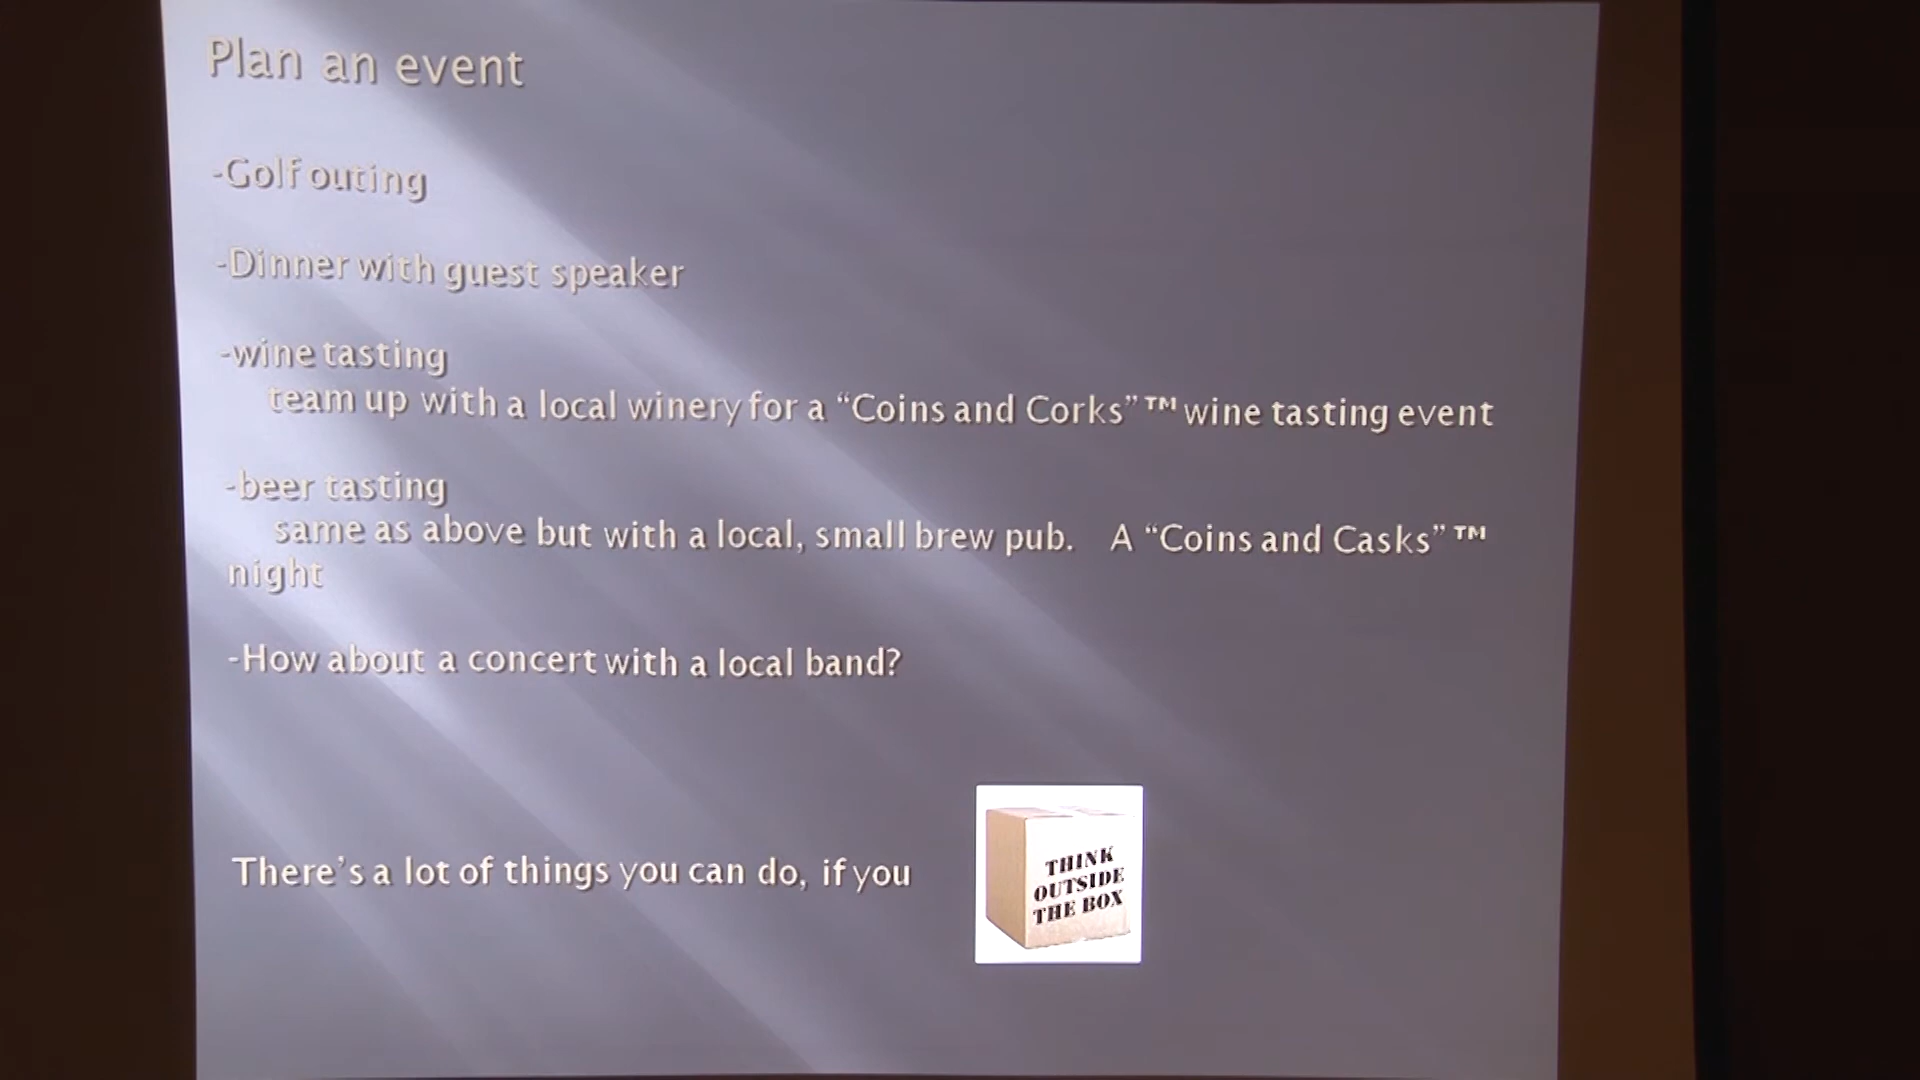 Plan an event
-Golf outing
-Dinner with guest speaker
-wine tasting
team up with a local winery for a “Coins and Corks”™ wine tasting event
-beer tasting
same as above but with a local, small brew pub. A “Coins and Casks”™
night
-How about a concert with a local band?
There’s a lot of things you can do, if you
THINK
OUTSIDE
THE BOX